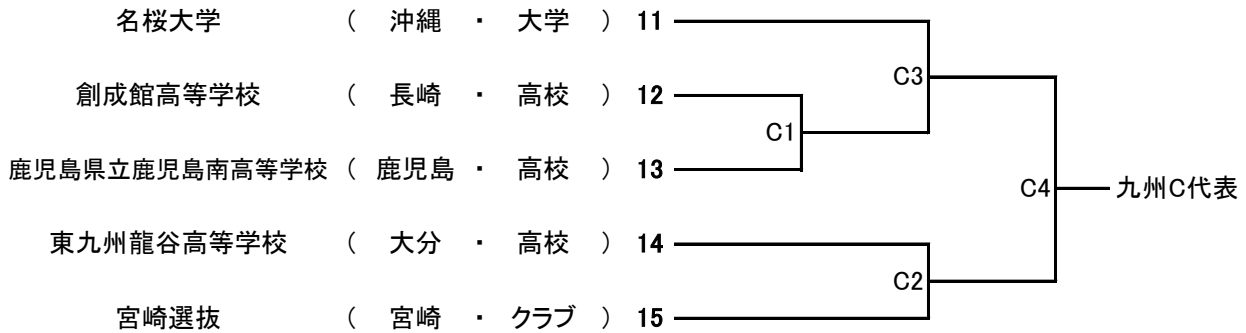 名桜大学 ( 沖縄 ・ 大学 ) 11
C3
創成館高等学校 ( 長崎 ・ 高校 ) 12
C1
鹿児島県立鹿児島南高等学校 ( 鹿児島 ・ 高校 ) 13
C4 九州C代表
東九州龍谷高等学校 ( 大分 ・ 高校 ) 14
C2
宮崎選抜 ( 宮崎 ・ クラブ ) 15